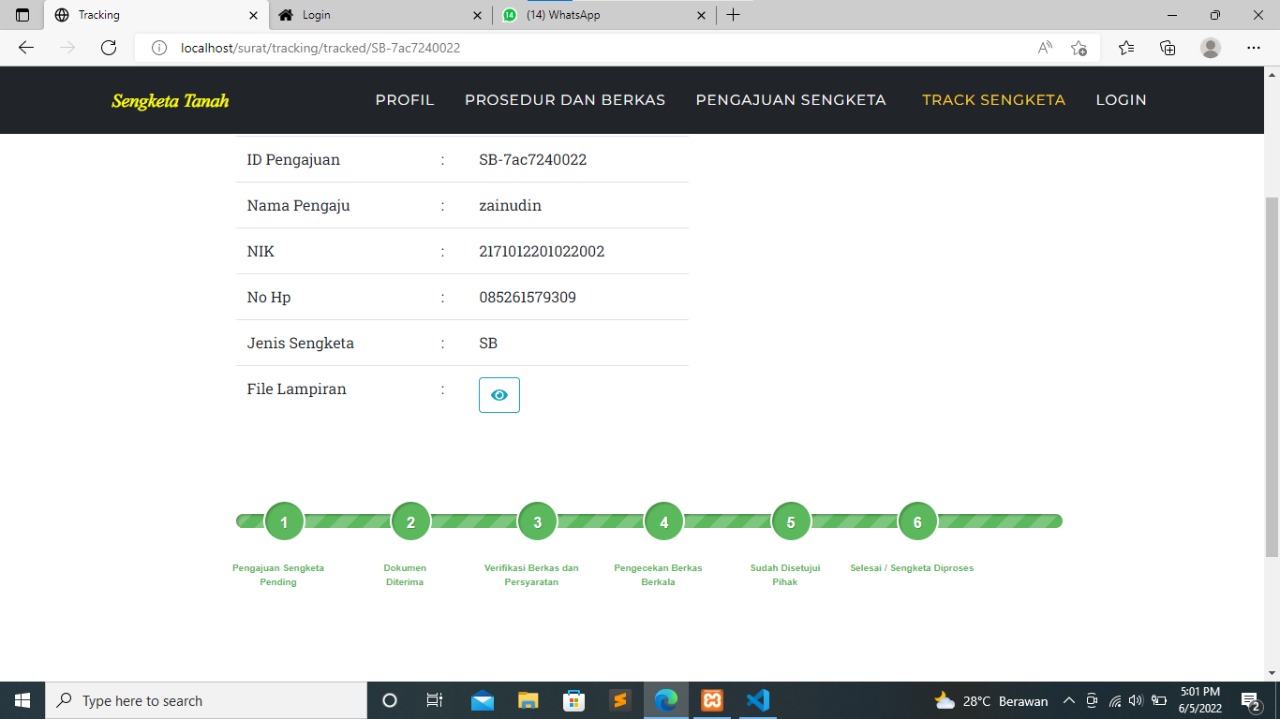 Tracking
Login
14 (14) WhatsApp
localhost/surat/tracking/tracked/SB-7ac7240022
Sengketa Tanah
PROFIL
PROSEDUR DAN BERKAS
PENGAJUAN SENGKETA
TRACK SENGKETA
LOGIN
ID Pengajuan : SB-7ac7240022
Nama Pengaju : zainudin
NIK : 2171012201022002
No Hp : 085261579309
Jenis Sengketa : SB
File Lampiran :
1 2 3 4 5 6
Pengajuan Sengketa
Pending
Dokumen
Diterima
Verifikasi Berkas dan
Persyaratan
Pengecekan Berkas
Berkala
Sudah Disetujui
Pihak
Selesai / Sengketa Diproses
Type here to search
28°C Berawan
5:01 PM
6/5/2022
2